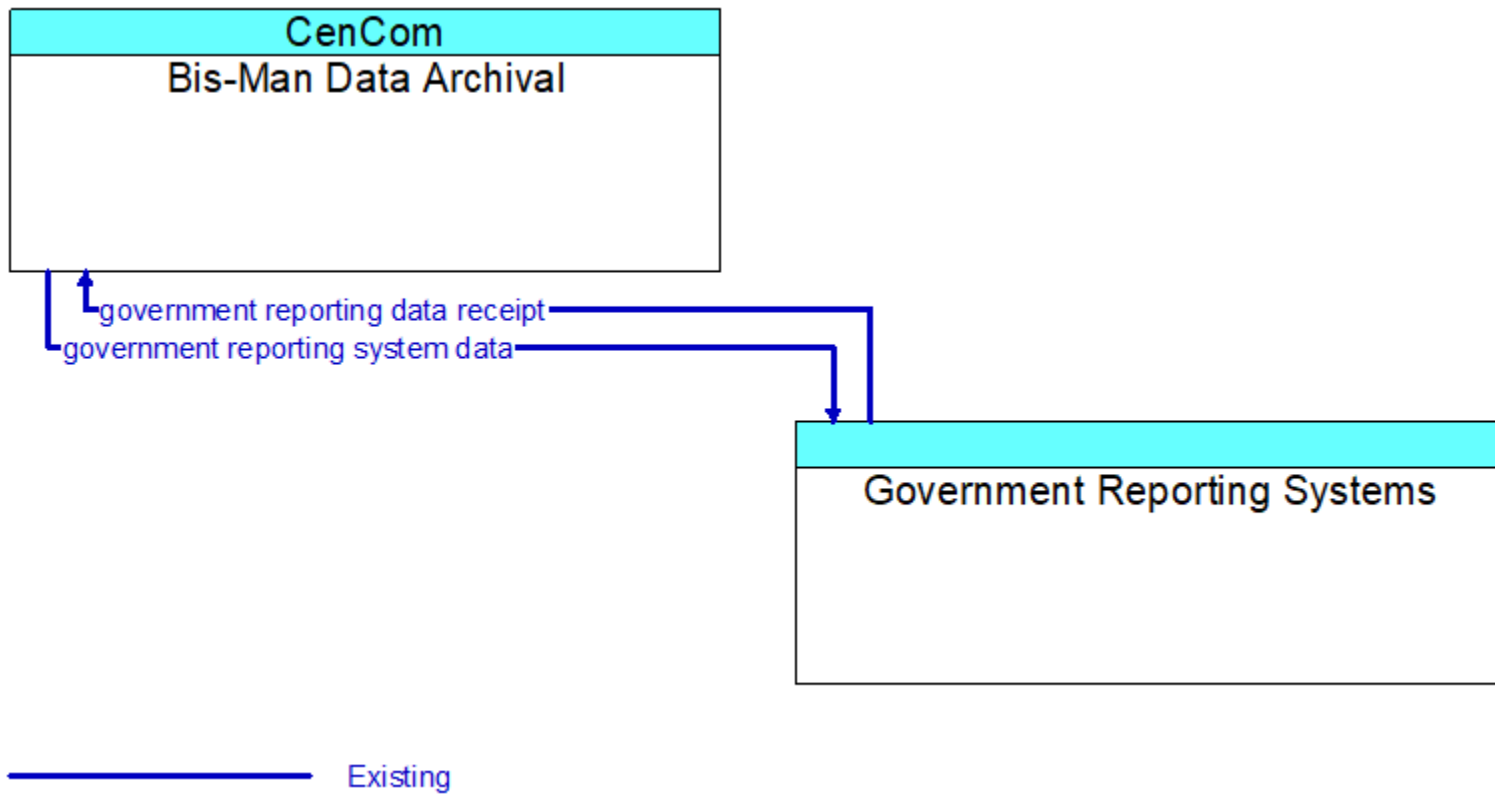 CenCom
Bis-Man Data Archival
government reporting data receipt
government reporting system data
Government Reporting Systems
Existing